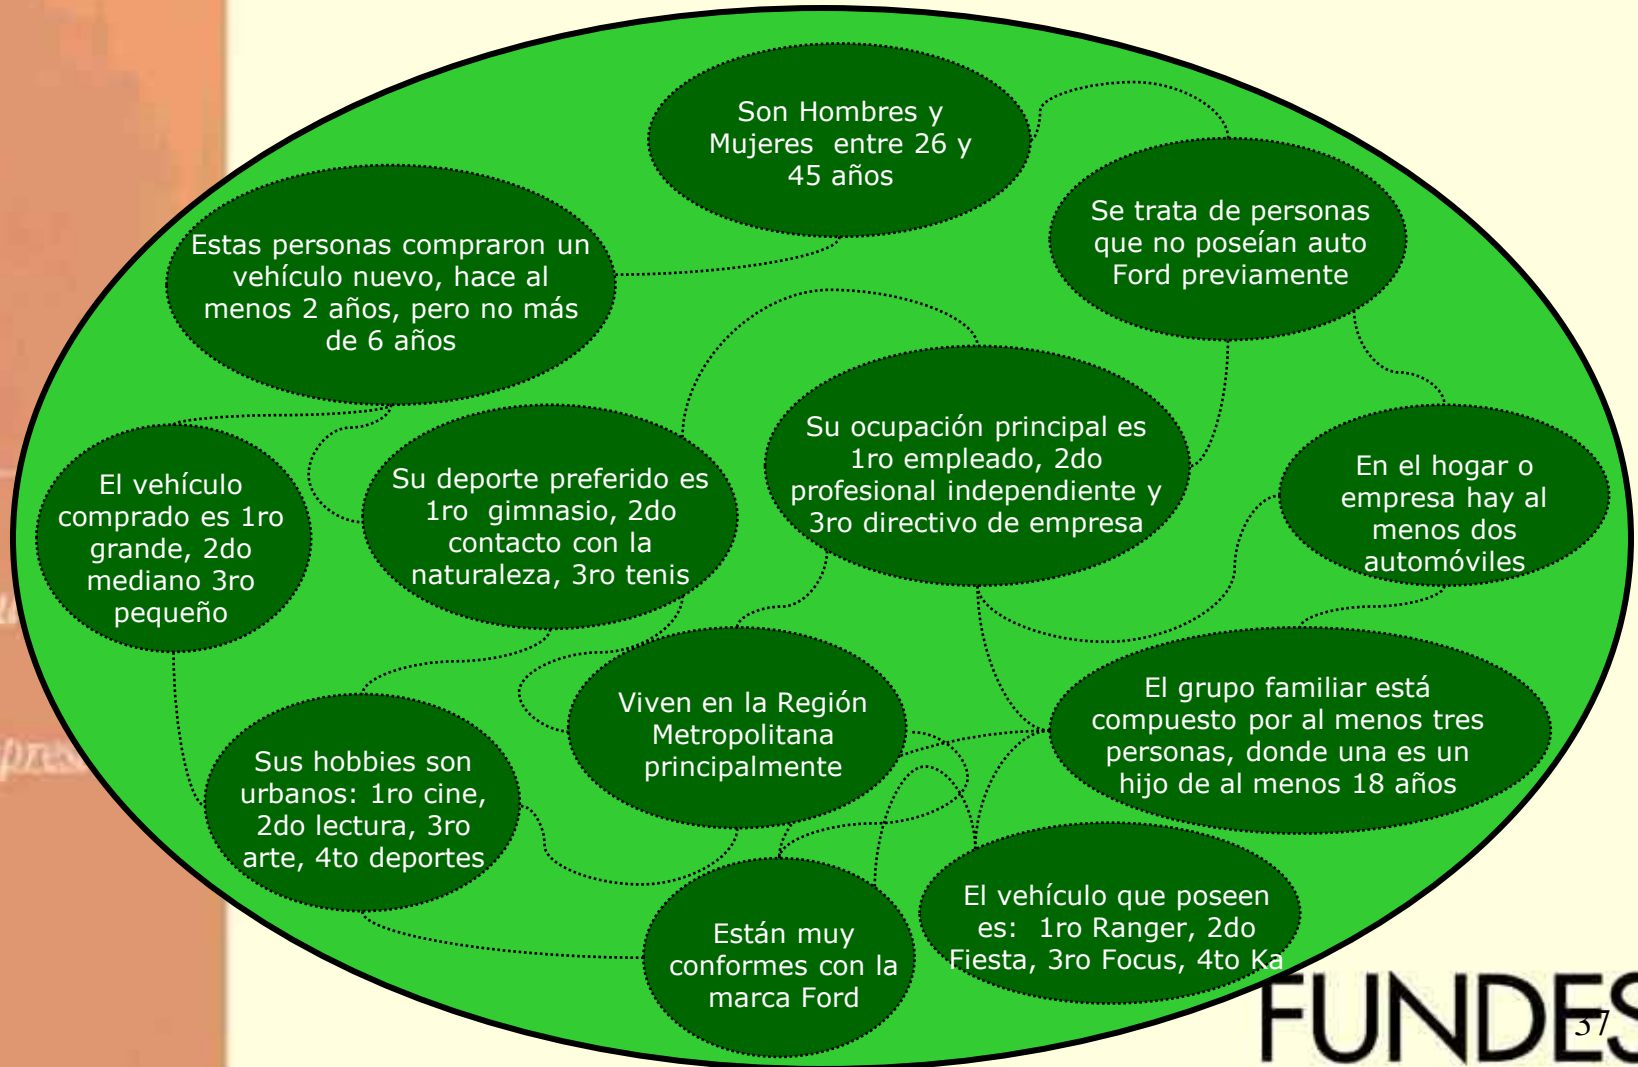 Son Hombres y
Mujeres entre 26 y
45 años
Se trata de personas
que no poseían auto
Ford previamente
Estas personas compraron un
vehículo nuevo, hace al
menos 2 años, pero no más
de 6 años
Su ocupación principal es
1ro empleado, 2do
profesional independiente y
3ro directivo de empresa
En el hogar o
empresa hay al
menos dos
automóviles
Su deporte preferido es
1ro gimnasio, 2do
contacto con la
naturaleza, 3ro tenis
El vehículo
comprado es 1ro
grande, 2do
mediano 3ro
pequeño
Viven en la Región
Metropolitana
principalmente
El grupo familiar está
compuesto por al menos tres
personas, donde una es un
hijo de al menos 18 años
Sus hobbies son
urbanos: 1ro cine,
2do lectura, 3ro
arte, 4to deportes
Están muy
conformes con la
marca Ford
El vehículo que poseen
es: 1ro Ranger, 2do
Fiesta, 3ro Focus, 4to Ka
FUNDES
37